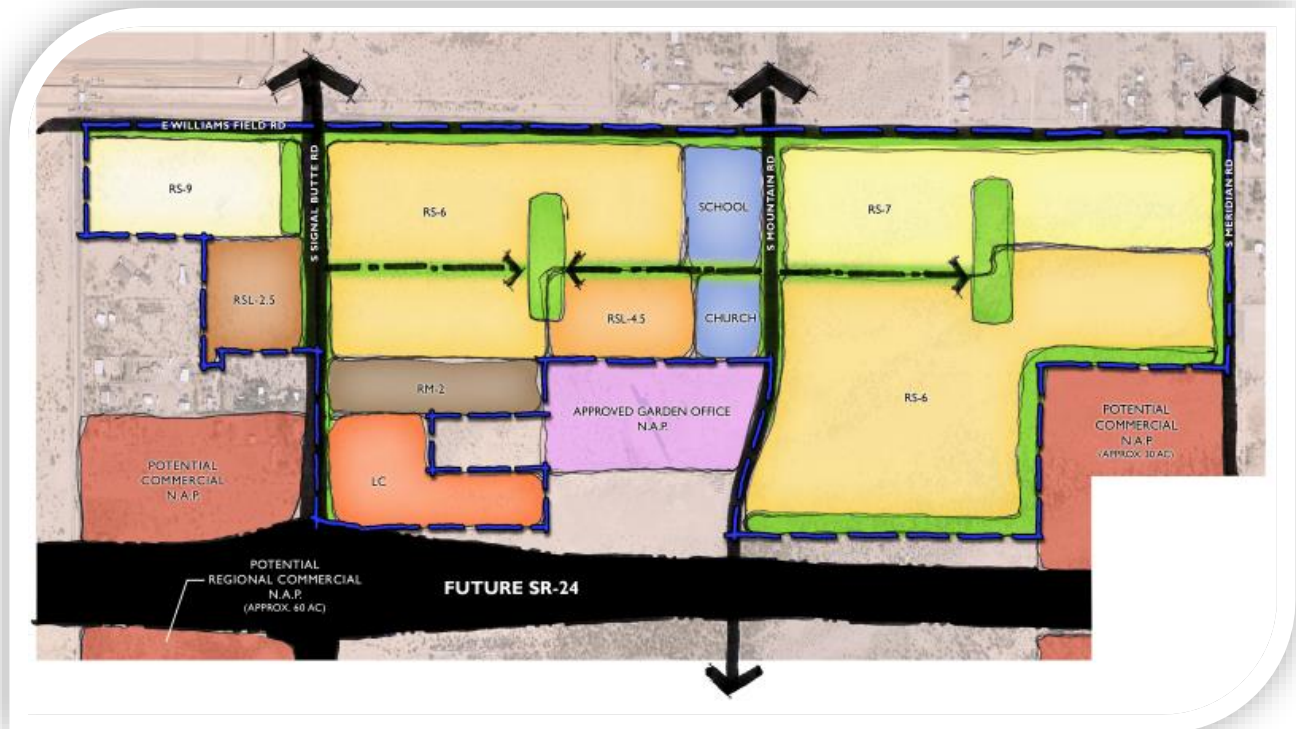 E WILLIAMS FIELD RD
S SIGNAL BUTTE RD
S MOUNTAIN RD
S MERIDIAN RD
RS-9
RS-6
SCHOOL
RS-7
RSL-2.5
RSL-4.5
CHURCH
RM-2
APPROVED GARDEN OFFICE
N.A.P.
RS-6
POTENTIAL
COMMERCIAL
N.A.P.
(APPROX. 30 AC)
POTENTIAL
COMMERCIAL
N.A.P.
LC
POTENTIAL
REGIONAL COMMERCIAL
N.A.P.
(APPROX. 60 AC)
FUTURE SR-24